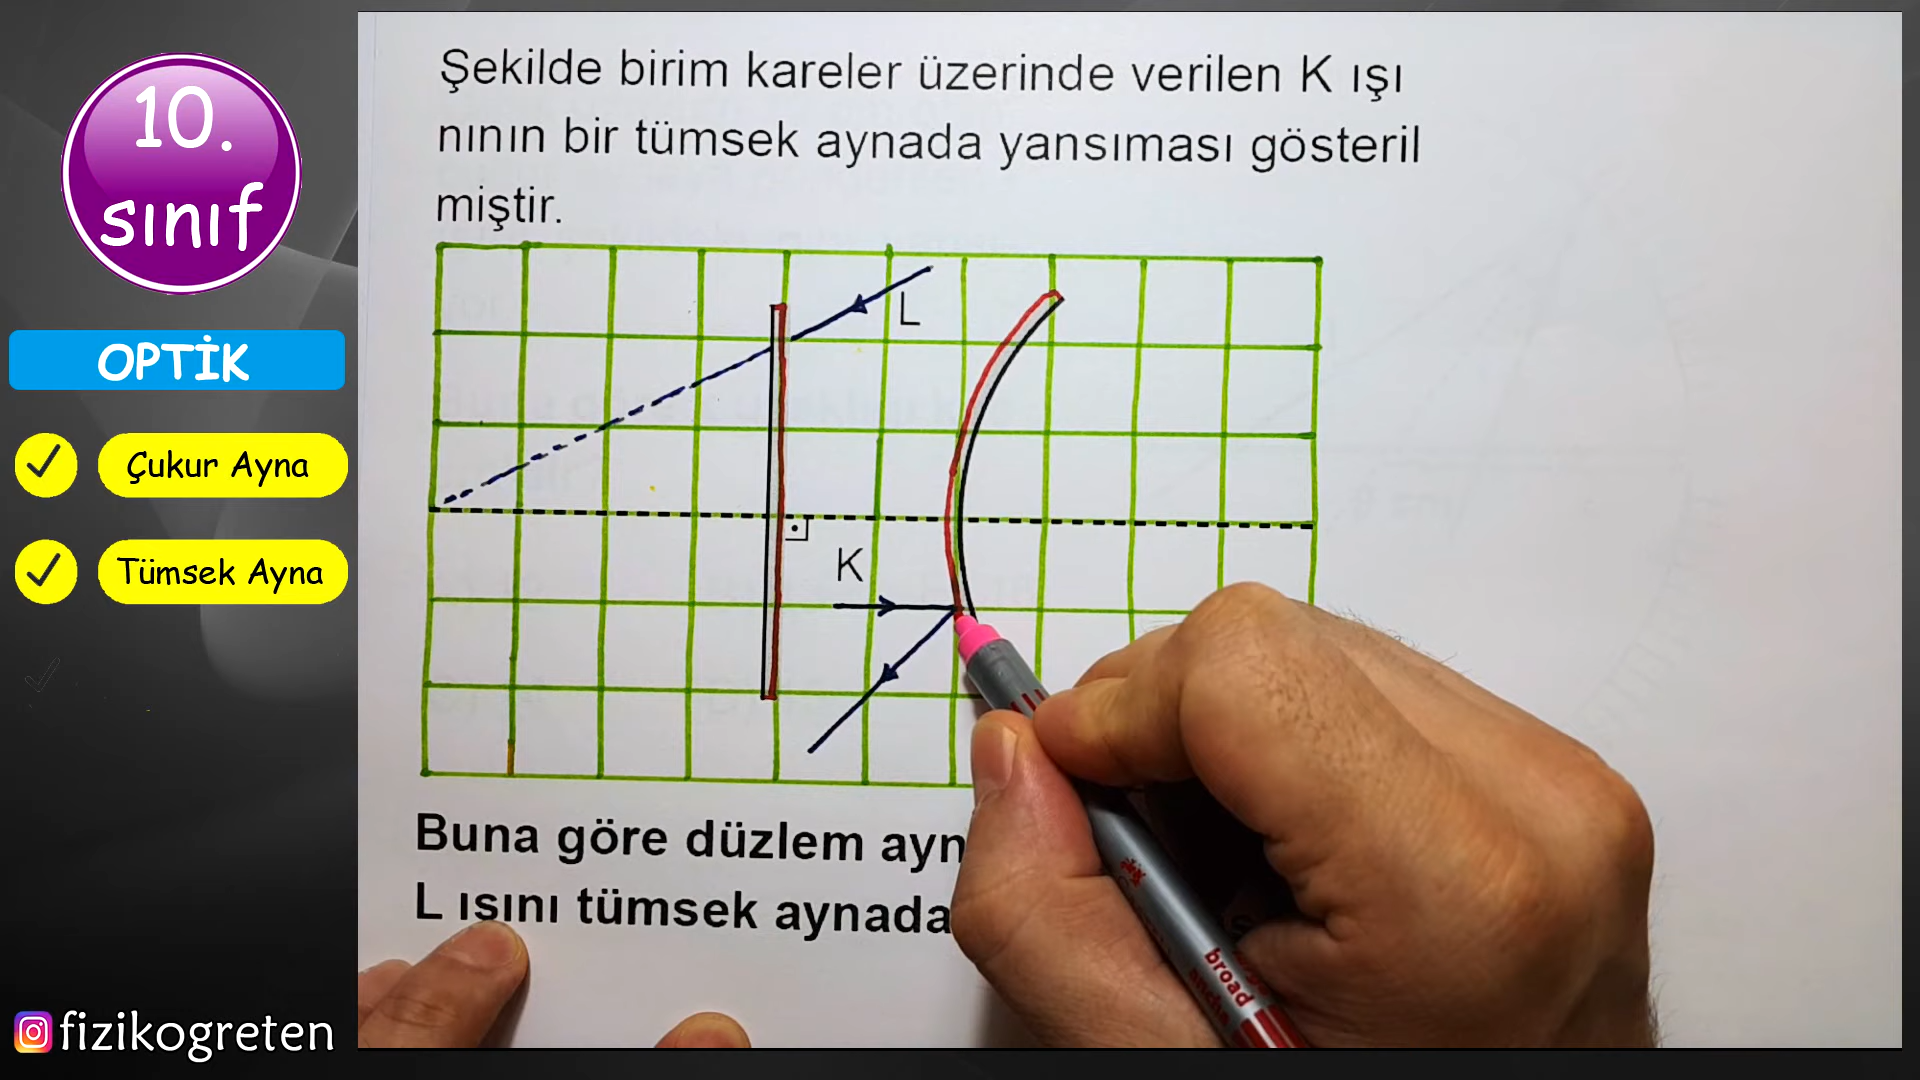 10.
sınıf
OPTİK
Çukur Ayna
Tümsek Ayna
fizikogreten
Şekilde birim kareler üzerinde verilen K ışı
nının bir tümsek aynada yansıması gösteril
miştir.
L
K
Buna göre düzlem ayn
L ısını tümsek aynada
broad